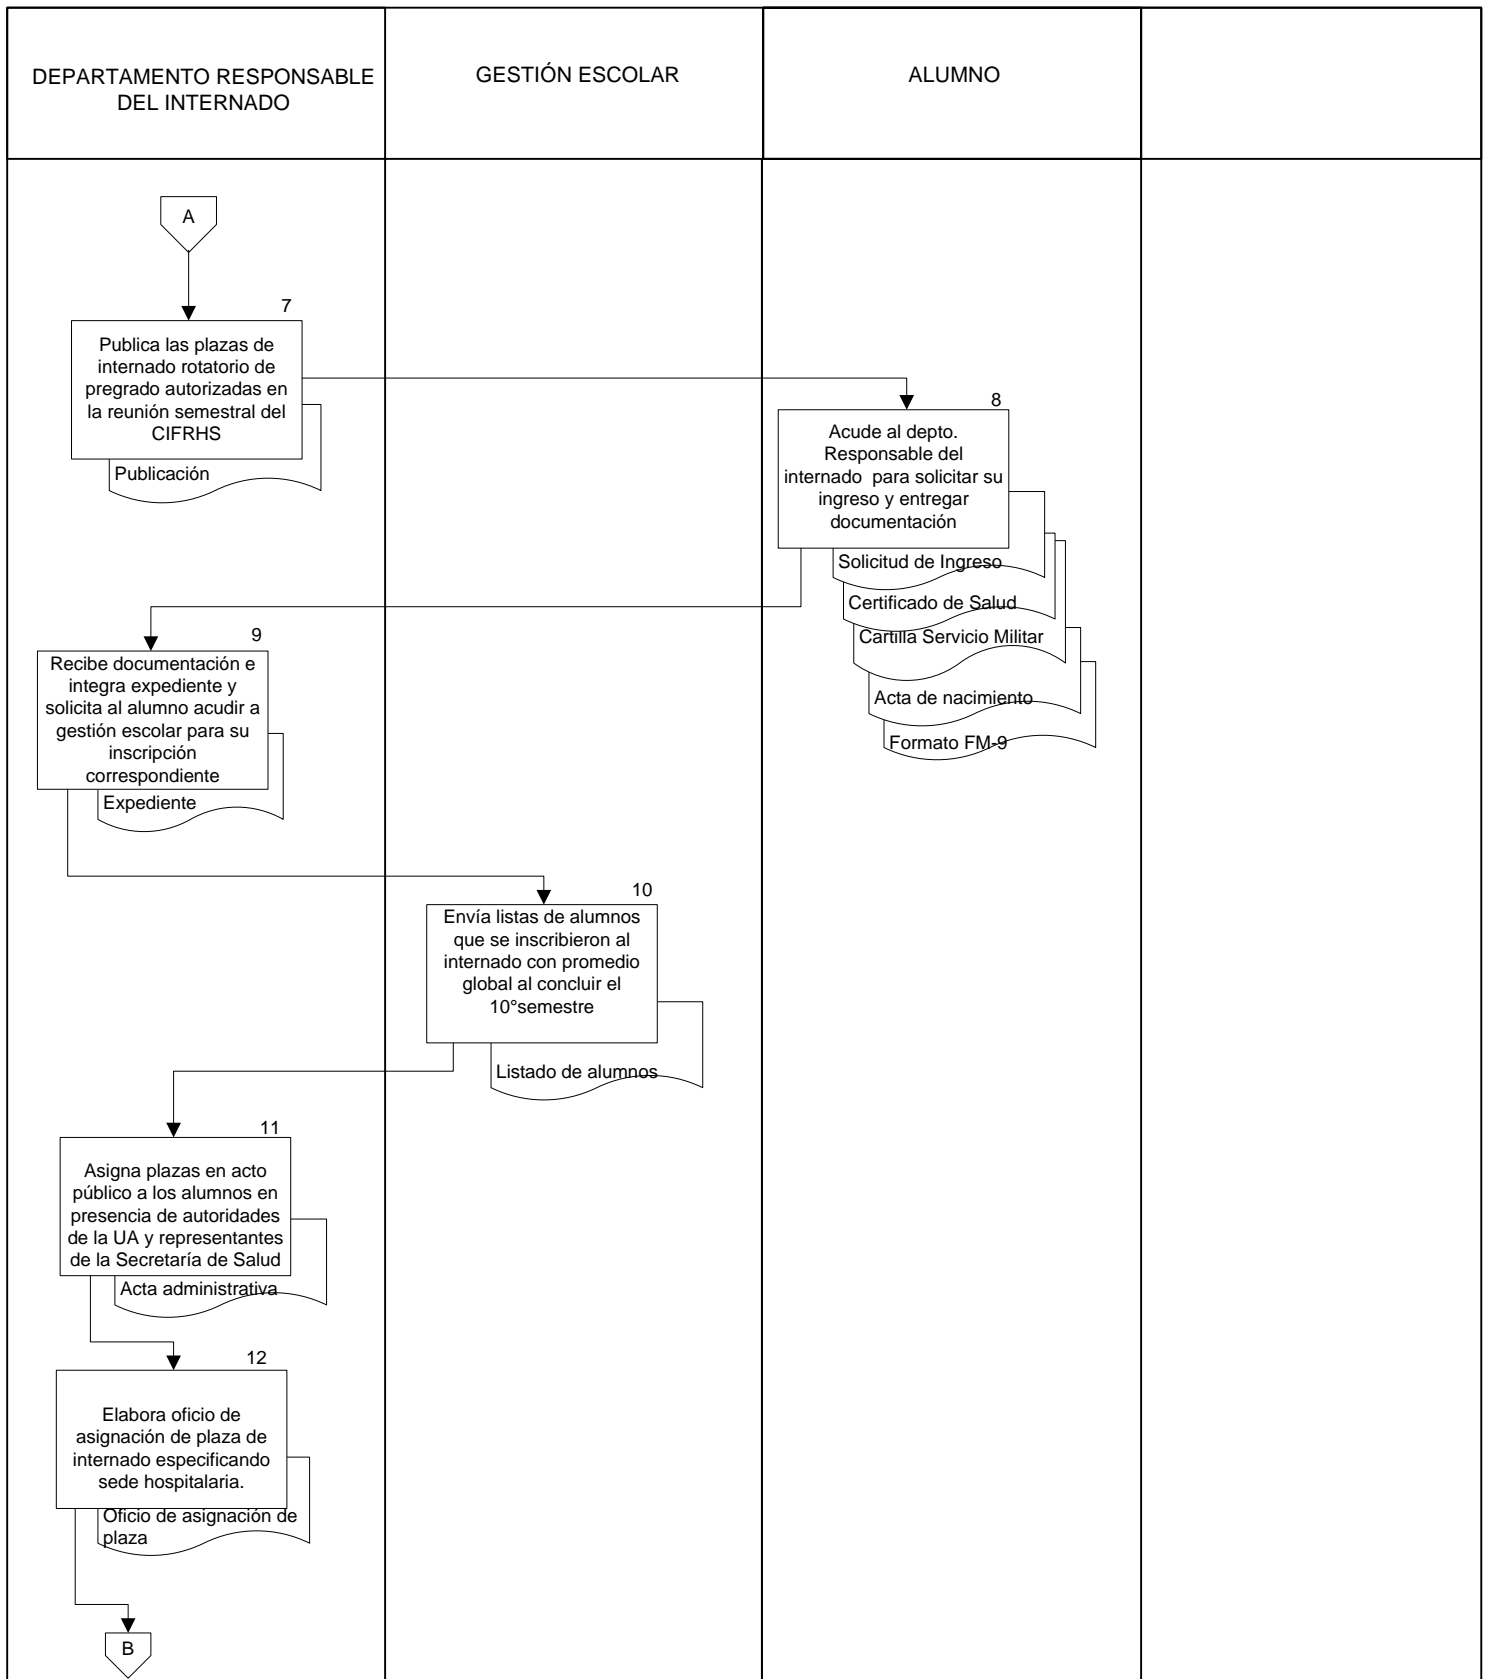 DEPARTAMENTO RESPONSABLE
DEL INTERNADO
GESTIÓN ESCOLAR
ALUMNO
A
7
Publica las plazas de
internado rotatorio de
pregrado autorizadas en
la reunión semestral del
CIFRHS
Publicación
8
Acude al depto.
Responsable del
internado para solicitar su
ingreso y entregar
documentación
Solicitud de Ingreso
Certificado de Salud
Cartilla Servicio Militar
Acta de nacimiento
Formato FM-9
9
Recibe documentación e
integra expediente y
solicita al alumno acudir a
gestión escolar para su
inscripción
correspondiente
Expediente
10
Envía listas de alumnos
que se inscribieron al
internado con promedio
global al concluir el
10°semestre
Listado de alumnos
11
Asigna plazas en acto
público a los alumnos en
presencia de autoridades
de la UA y representantes
de la Secretaría de Salud
Acta administrativa
12
Elabora oficio de
asignación de plaza de
internado especificando
sede hospitalaria.
Oficio de asignación de
plaza
B